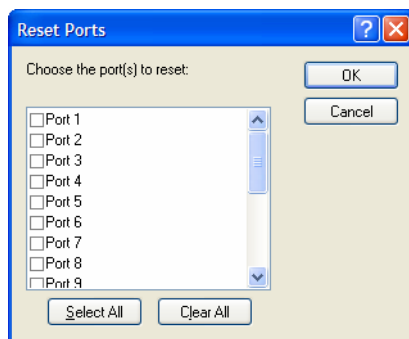 Reset Ports
Choose the port(s) to reset:
OK
Cancel
Port 1
Port 2
Port 3
Port 4
Port 5
Port 6
Port 7
Port 8
Port 9
Select All
Clear All